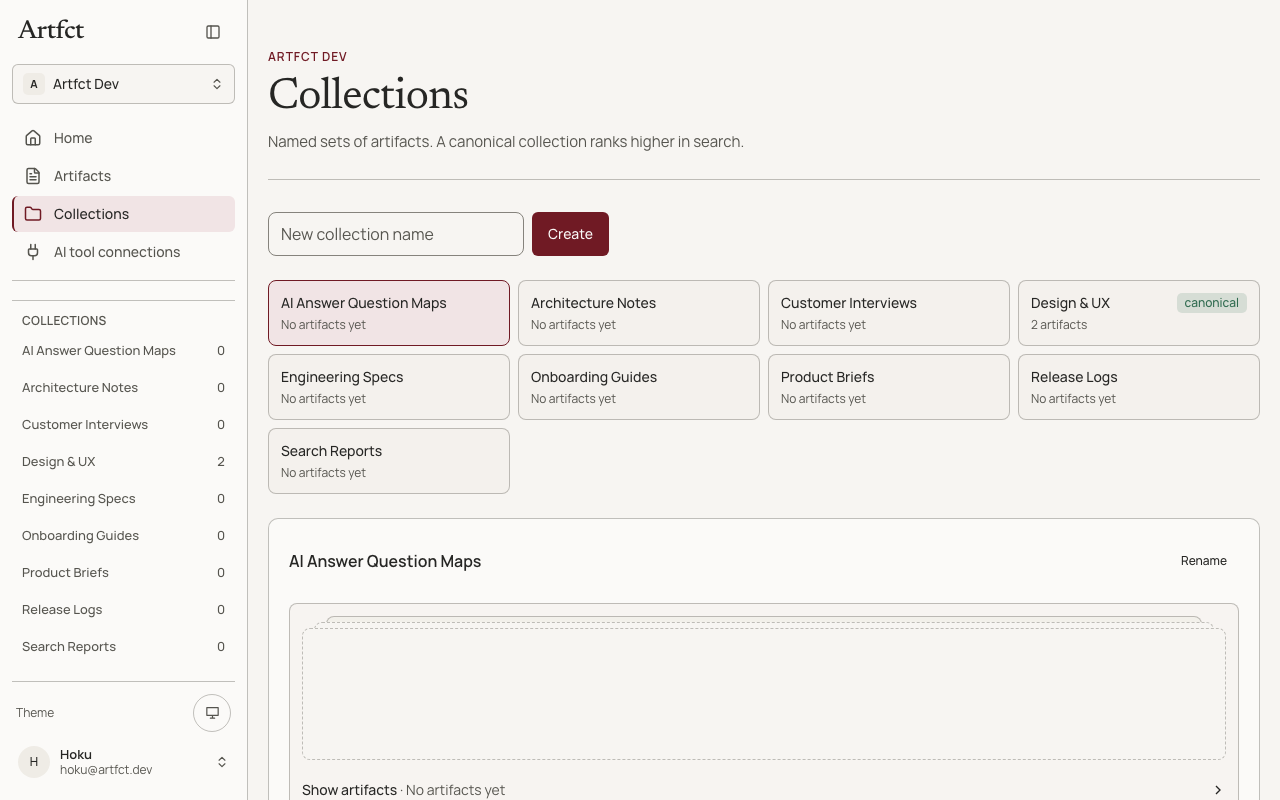 Artfct
A Artfct Dev
Home
Artifacts
Collections
AI tool connections
COLLECTIONS
AI Answer Question Maps 0
Architecture Notes 0
Customer Interviews 0
Design & UX 2
Engineering Specs 0
Onboarding Guides 0
Product Briefs 0
Release Logs 0
Search Reports 0
Theme
H
Hoku
hoku@artfct.dev
ARTFCT DEV
Collections
Named sets of artifacts. A canonical collection ranks higher in search.
New collection name
Create
AI Answer Question Maps
No artifacts yet
Architecture Notes
No artifacts yet
Customer Interviews
No artifacts yet
Design & UX
canonical
2 artifacts
Engineering Specs
No artifacts yet
Onboarding Guides
No artifacts yet
Product Briefs
No artifacts yet
Release Logs
No artifacts yet
Search Reports
No artifacts yet
AI Answer Question Maps
Rename
Show artifacts · No artifacts yet